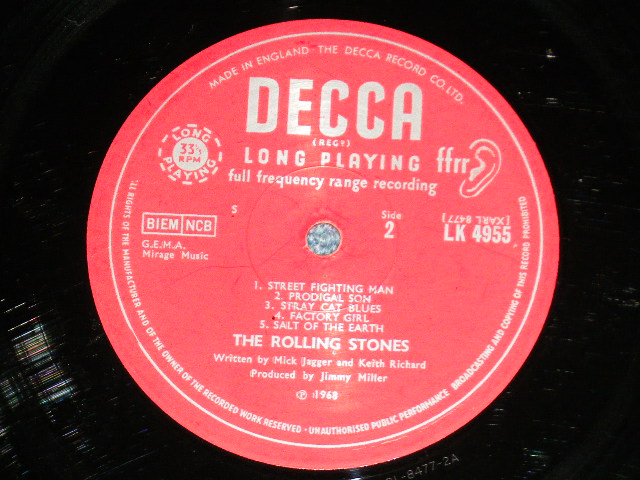 MADE IN ENGLAND THE DECCA RECORD CO. LTD.
DECCA
(REGD)
LONG PLAYING
33⅓
RPM
LONG PLAYING
ffrr
full frequency range recording
S
Side
2
[XARL 8477]
LK 4955
BIEM NCB
G.E.M.A.
Mirage Music
1. STREET FIGHTING MAN
2. PRODIGAL SON
3. STRAY CAT BLUES
4. FACTORY GIRL
5. SALT OF THE EARTH
THE ROLLING STONES
Written by Mick Jagger and Keith Richard
Produced by Jimmy Miller
℗ 1968
RIGHTS OF THE MANUFACTURER AND OF THE OWNER OF THE RECORDED WORK RESERVED - UNAUTHORISED PUBLIC PERFORMANCE BROADCASTING AND COPYING OF THIS RECORD PROHIBITED
-8477-2A